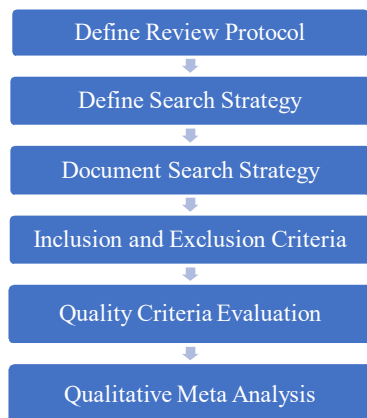 Define Review Protocol
Define Search Strategy
Document Search Strategy
Inclusion and Exclusion Criteria
Quality Criteria Evaluation
Qualitative Meta Analysis